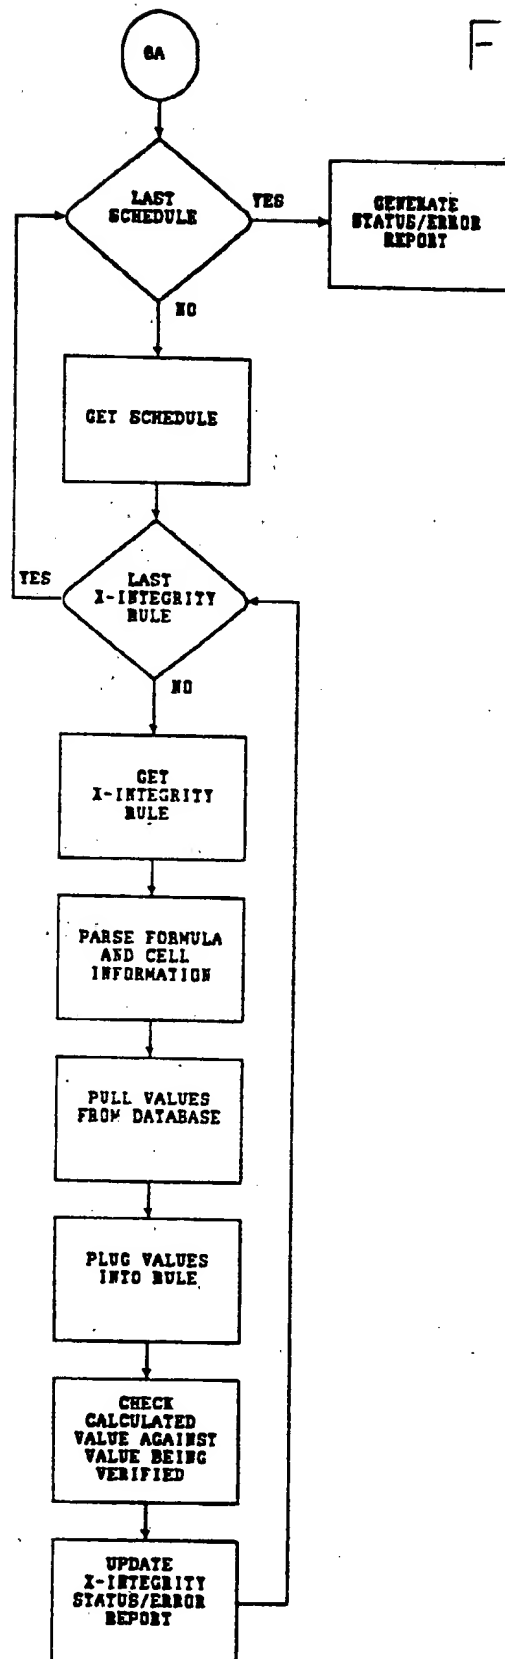 6A
F
LAST
SCHEDULE
YES
GENERATE
STATUS/ERROR
REPORT
NO
GET SCHEDULE
YES
LAST
X-INTEGRITY
RULE
NO
GET
X-INTEGRITY
RULE
PARSE FORMULA
AND CELL
INFORMATION
PULL VALUES
FROM DATABASE
PLUG VALUES
INTO RULE
CHECK
CALCULATED
VALUE AGAINST
VALUE BEING
VERIFIED
UPDATE
X-INTEGRITY
STATUS/ERROR
REPORT